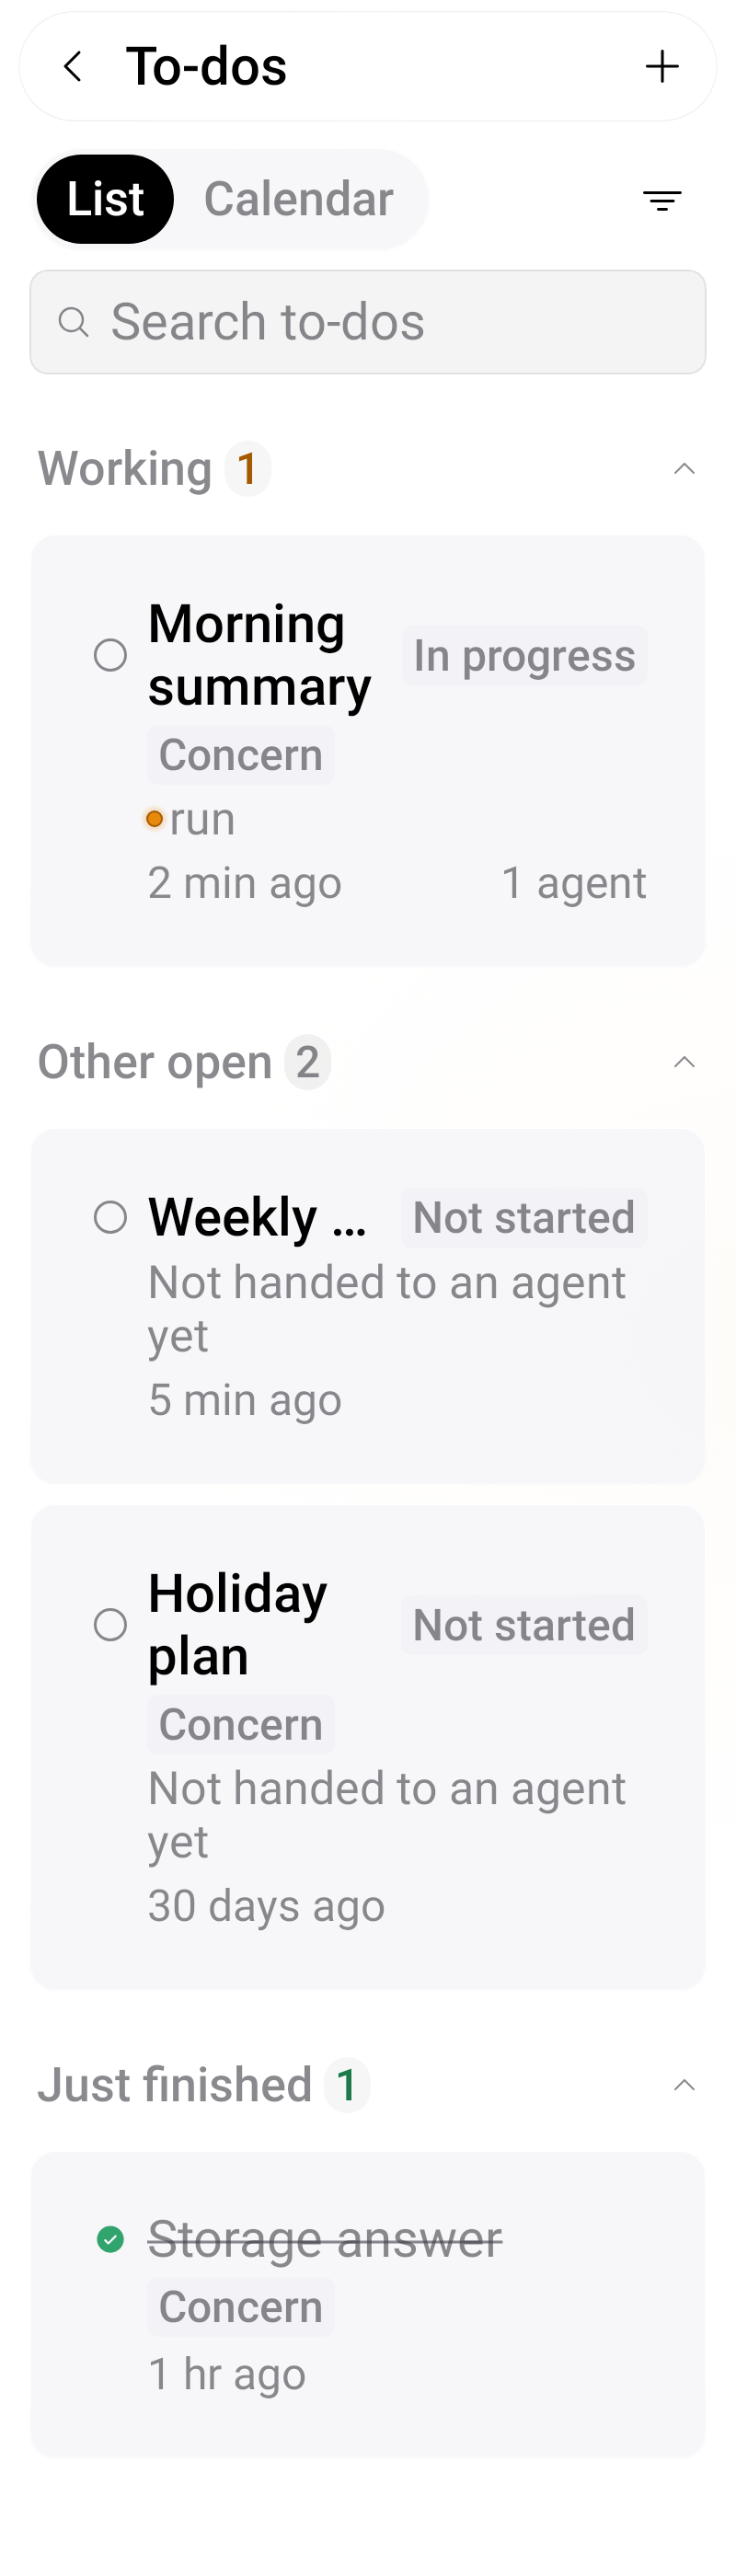 To-dos
List Calendar
Search to-dos
Working 1
Morning
summary
In progress
Concern
run
2 min ago 1 agent
Other open 2
Weekly ... Not started
Not handed to an agent
yet
5 min ago
Holiday
plan
Not started
Concern
Not handed to an agent
yet
30 days ago
Just finished 1
Storage answer
Concern
1 hr ago